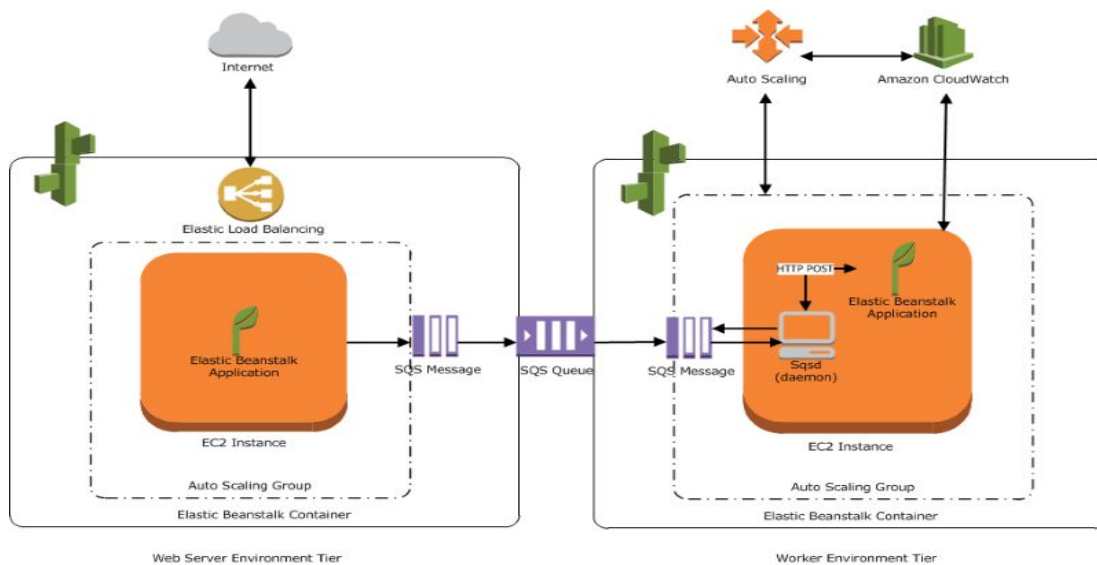 Internet
Auto Scaling
Amazon CloudWatch
Elastic Load Balancing
HTTP POST
Elastic Beanstalk
Application
Elastic Beanstalk
Application
SQS Message
SQS Queue
SQS Message
Sqsd
(daemon)
EC2 Instance
EC2 Instance
Auto Scaling Group
Auto Scaling Group
Elastic Beanstalk Container
Elastic Beanstalk Container
Web Server Environment Tier
Worker Environment Tier